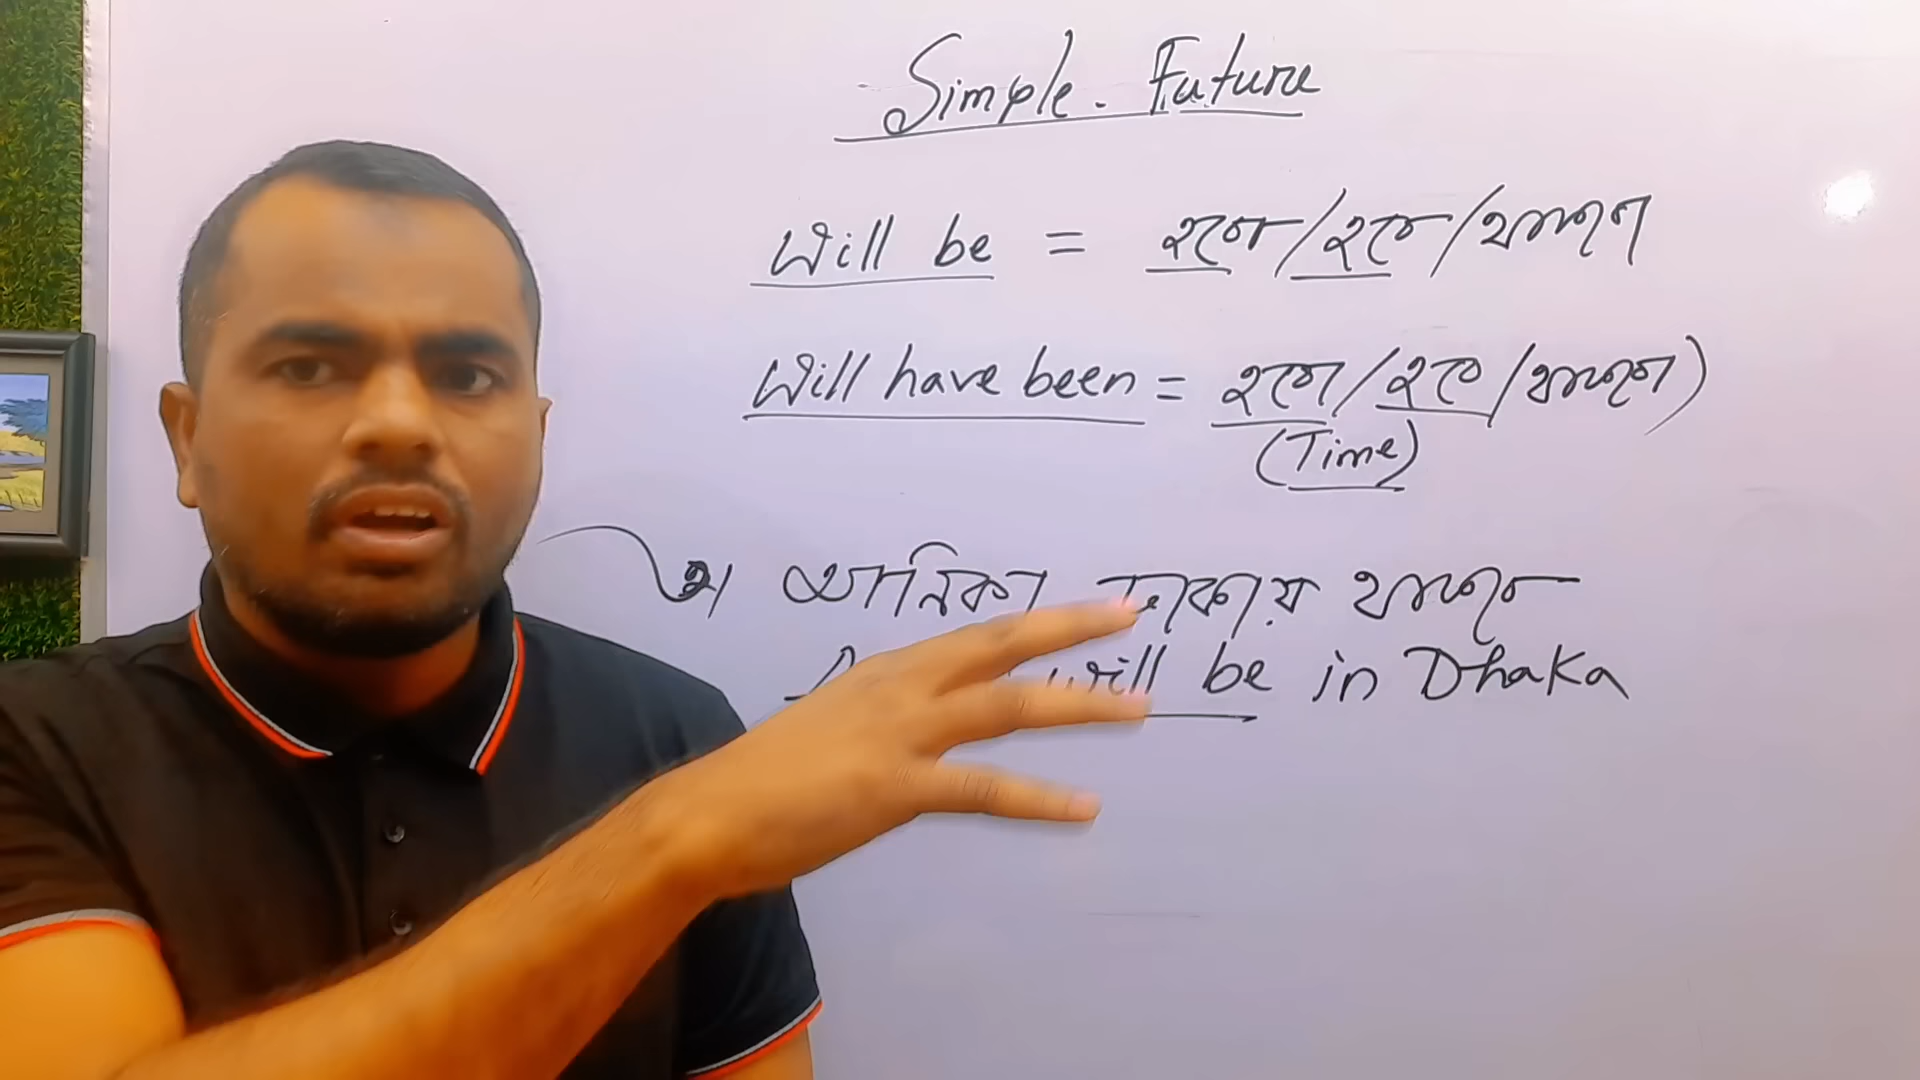 Simple. Future
Will be = হবো/হবে/থাকবে
Will have been = হবো/হবে/থাকবে)
(Time)
আনিকা ঢাকায় থাকবে
will be in Dhaka